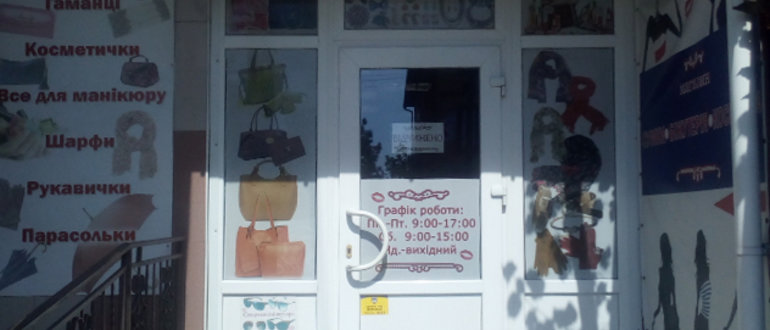 Гаманці
Косметички
Все для манікюру
Шарфи
Рукавички
Парасольки
ВІДЧИНЕНО
Графік роботи:
Пн-Пт. 9:00-17:00
Сб. 9:00-15:00
Нд.-вихідний